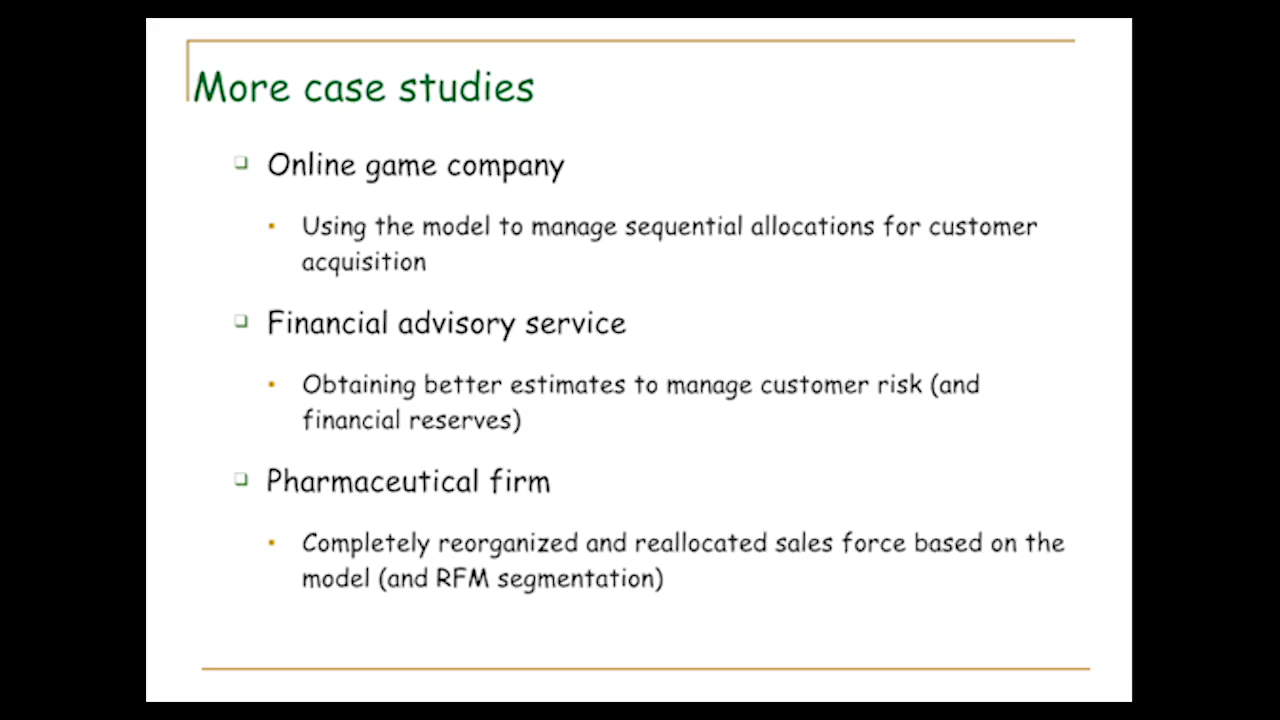 More case studies
Online game company
Using the model to manage sequential allocations for customer
acquisition
Financial advisory service
Obtaining better estimates to manage customer risk (and
financial reserves)
Pharmaceutical firm
Completely reorganized and reallocated sales force based on the
model (and RFM segmentation)